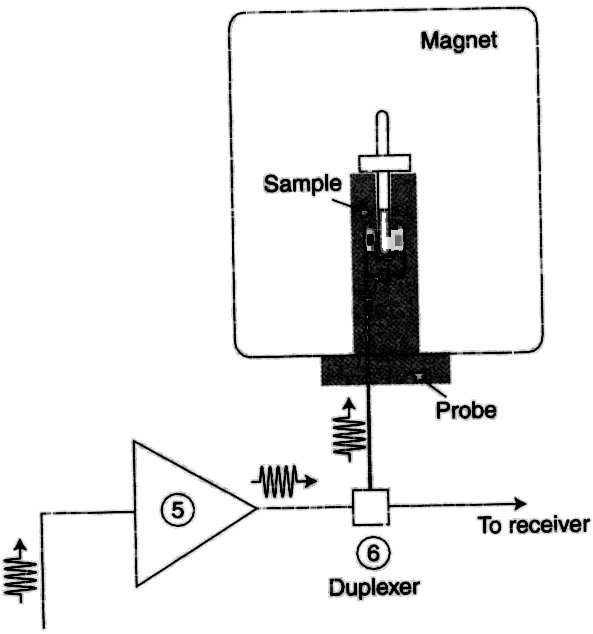 Magnet
Sample
Probe
5
To receiver
6
Duplexer